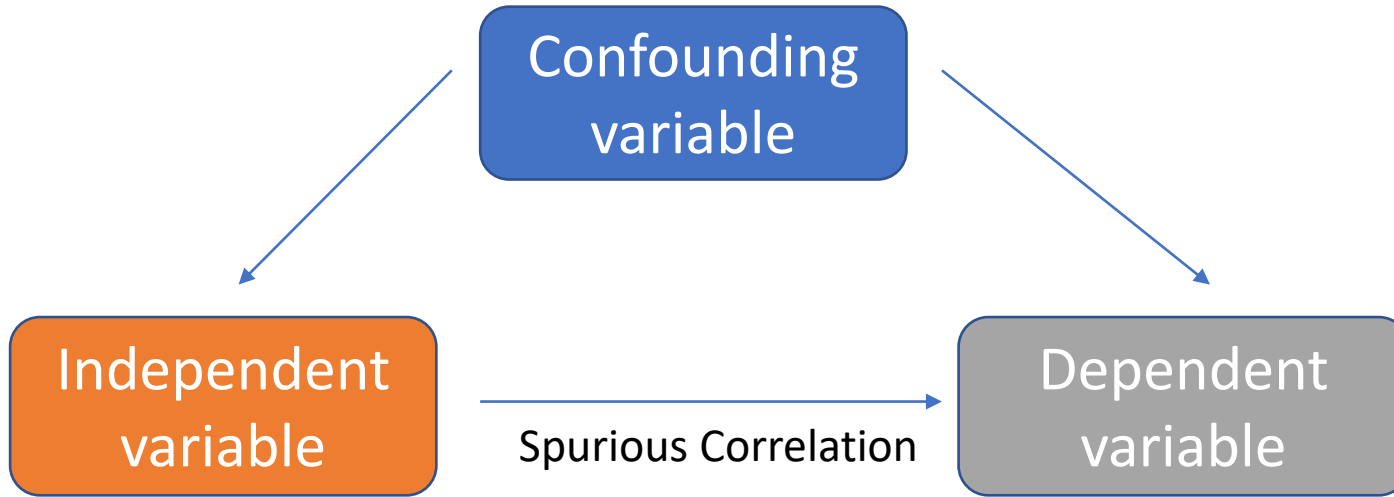 Confounding
variable
Independent
variable
Spurious Correlation
Dependent
variable